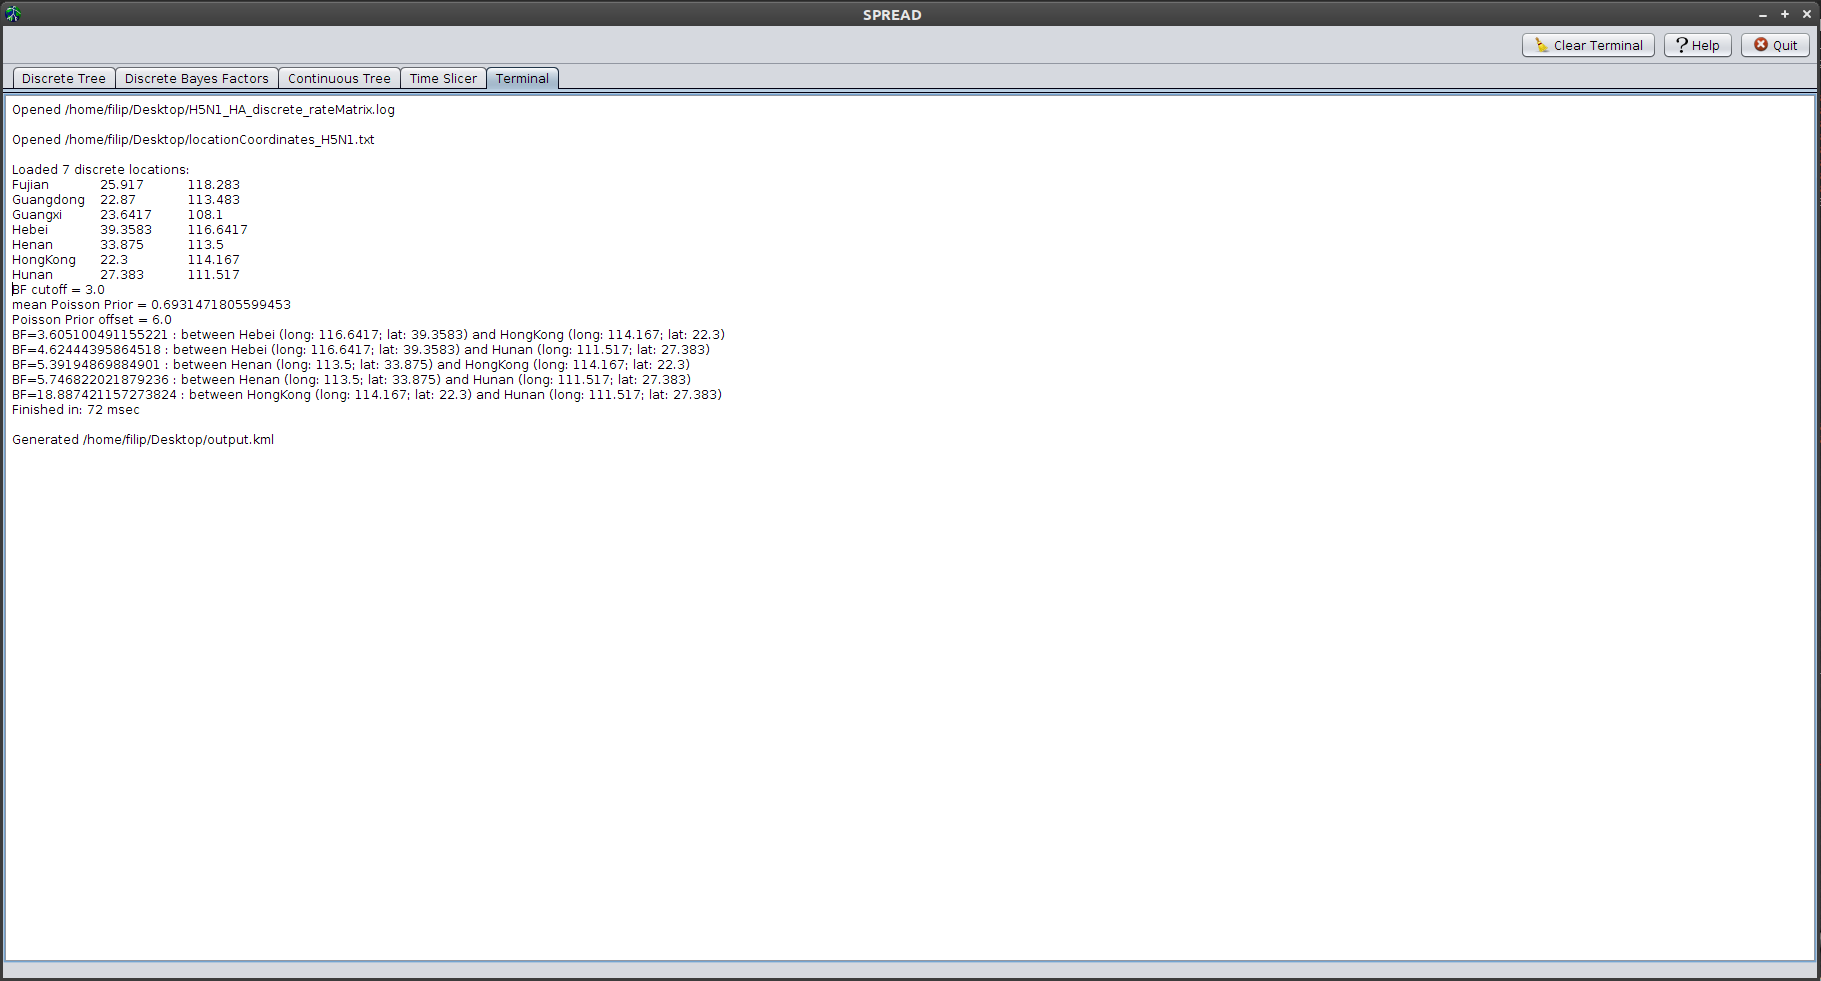 SPREAD
Clear Terminal
Help
Quit
Discrete Tree
Discrete Bayes Factors
Continuous Tree
Time Slicer
Terminal
Opened /home/filip/Desktop/H5N1_HA_discrete_rateMatrix.log
Opened /home/filip/Desktop/locationCoordinates_H5N1.txt
Loaded 7 discrete locations:
Fujian 25.917 118.283
Guangdong 22.87 113.483
Guangxi 23.6417 108.1
Hebei 39.3583 116.6417
Henan 33.875 113.5
HongKong 22.3 114.167
Hunan 27.383 111.517
BF cutoff = 3.0
mean Poisson Prior = 0.6931471805599453
Poisson Prior offset = 6.0
BF=3.605100491155221 : between Hebei (long: 116.6417; lat: 39.3583) and HongKong (long: 114.167; lat: 22.3)
BF=4.62444395864518 : between Hebei (long: 116.6417; lat: 39.3583) and Hunan (long: 111.517; lat: 27.383)
BF=5.39194869884901 : between Henan (long: 113.5; lat: 33.875) and HongKong (long: 114.167; lat: 22.3)
BF=5.746822021879236 : between Henan (long: 113.5; lat: 33.875) and Hunan (long: 111.517; lat: 27.383)
BF=18.887421157273824 : between HongKong (long: 114.167; lat: 22.3) and Hunan (long: 111.517; lat: 27.383)
Finished in: 72 msec
Generated /home/filip/Desktop/output.kml